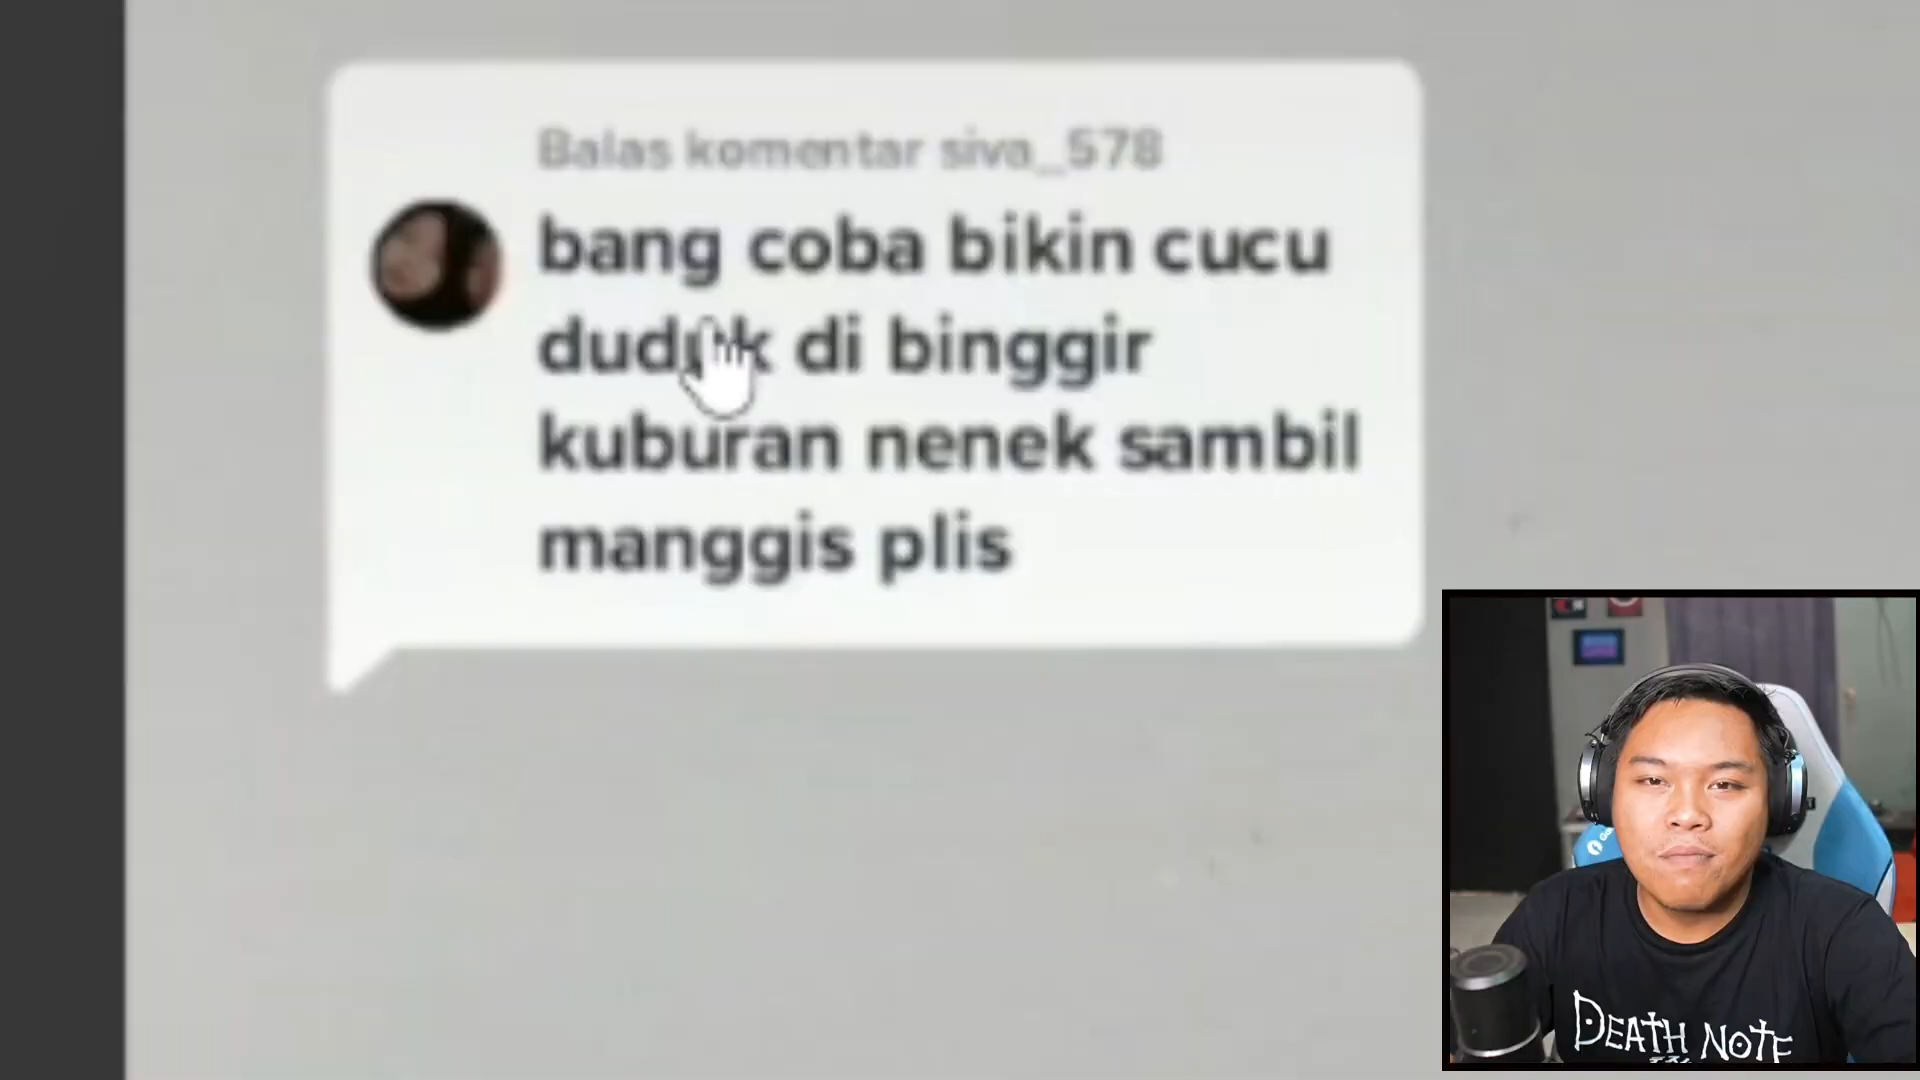 Balas komentar siva_578
bang coba bikin cucu
duduk di binggir
kuburan nenek sambil
manggis plis
DEATH NOTE